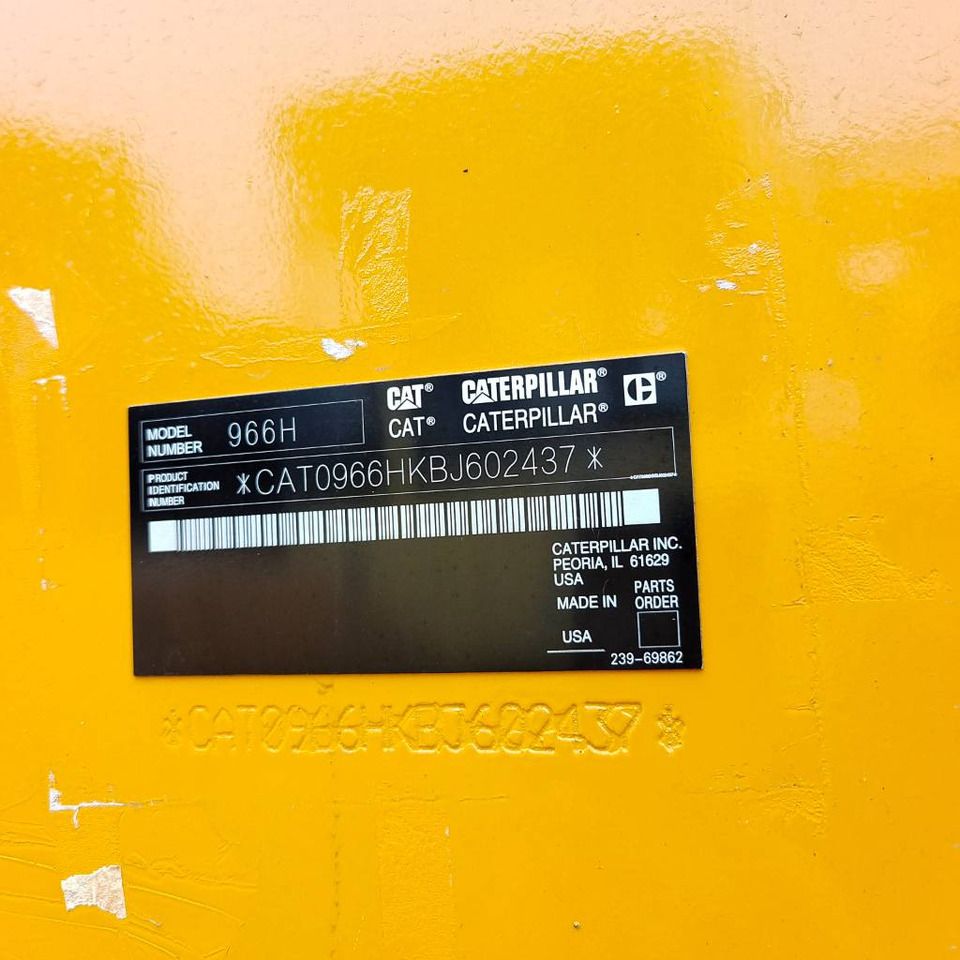 CAT® CATERPILLAR® C®
CAT® CATERPILLAR®
MODEL NUMBER 966H
PRODUCT IDENTIFICATION NUMBER *CAT0966HKBJ602437*
CATERPILLAR INC.
PEORIA, IL 61629
USA
MADE IN
USA
PARTS
ORDER
239-69862
*CAT0966HKBJ602437*